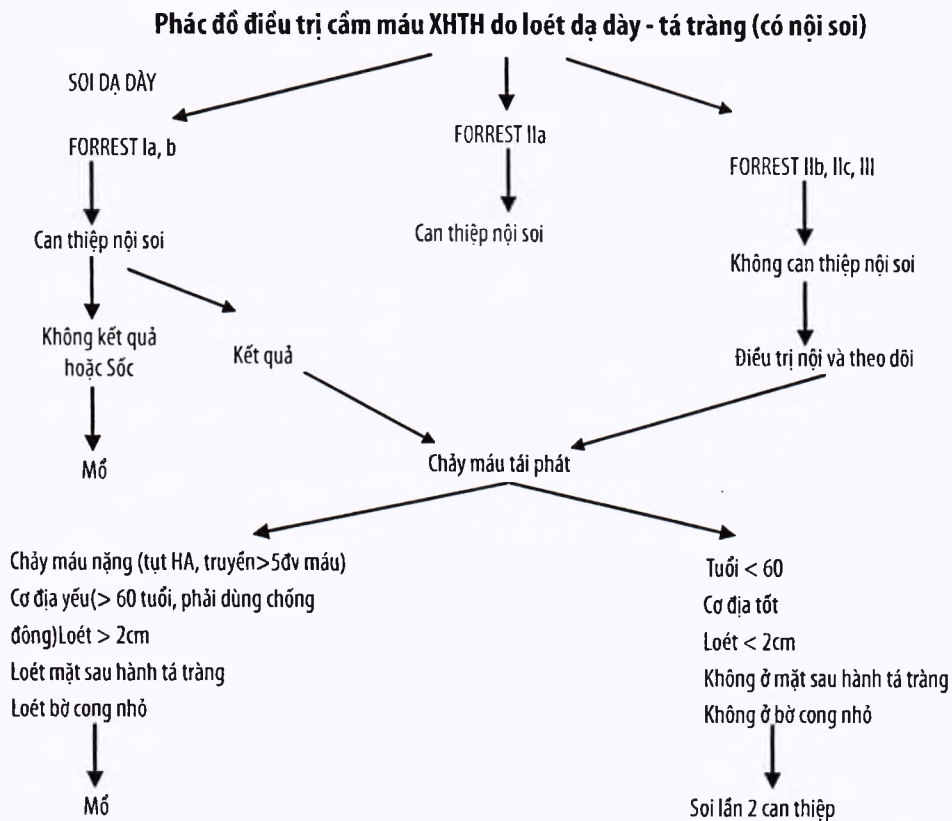 Phác đồ điều trị cầm máu XHTH do loét dạ dày - tá tràng (có nội soi)
SOI DẠ DÀY
FORREST Ia, b
FORREST IIa
FORREST IIb, IIc, III
Can thiệp nội soi
Can thiệp nội soi
Không can thiệp nội soi
Không kết quả
hoặc Sốc
Kết quả
Điều trị nội và theo dõi
Mổ
Chảy máu tái phát
Chảy máu nặng (tụt HA, truyền>5đv máu)
Cơ địa yếu(> 60 tuổi, phải dùng chống
đông)Loét > 2cm
Loét mặt sau hành tá tràng
Loét bờ cong nhỏ
Mổ
Tuổi < 60
Cơ địa tốt
Loét < 2cm
Không ở mặt sau hành tá tràng
Không ở bờ cong nhỏ
Soi lần 2 can thiệp